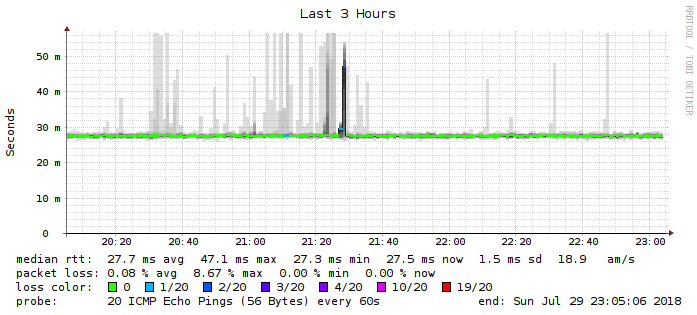 Last 3 Hours
RRDTOOL / TOBI OETIKER
Seconds
50 m
40 m
30 m
20 m
10 m
0
20:20 20:40 21:00 21:20 21:40 22:00 22:20 22:40 23:00
median rtt: 27.7 ms avg 47.1 ms max 27.3 ms min 27.5 ms now 1.5 ms sd 18.9 am/s
packet loss: 0.08 % avg 8.67 % max 0.00 % min 0.00 % now
loss color: 0 1/20 2/20 3/20 4/20 10/20 19/20
probe: 20 ICMP Echo Pings (56 Bytes) every 60s end: Sun Jul 29 23:05:06 2018